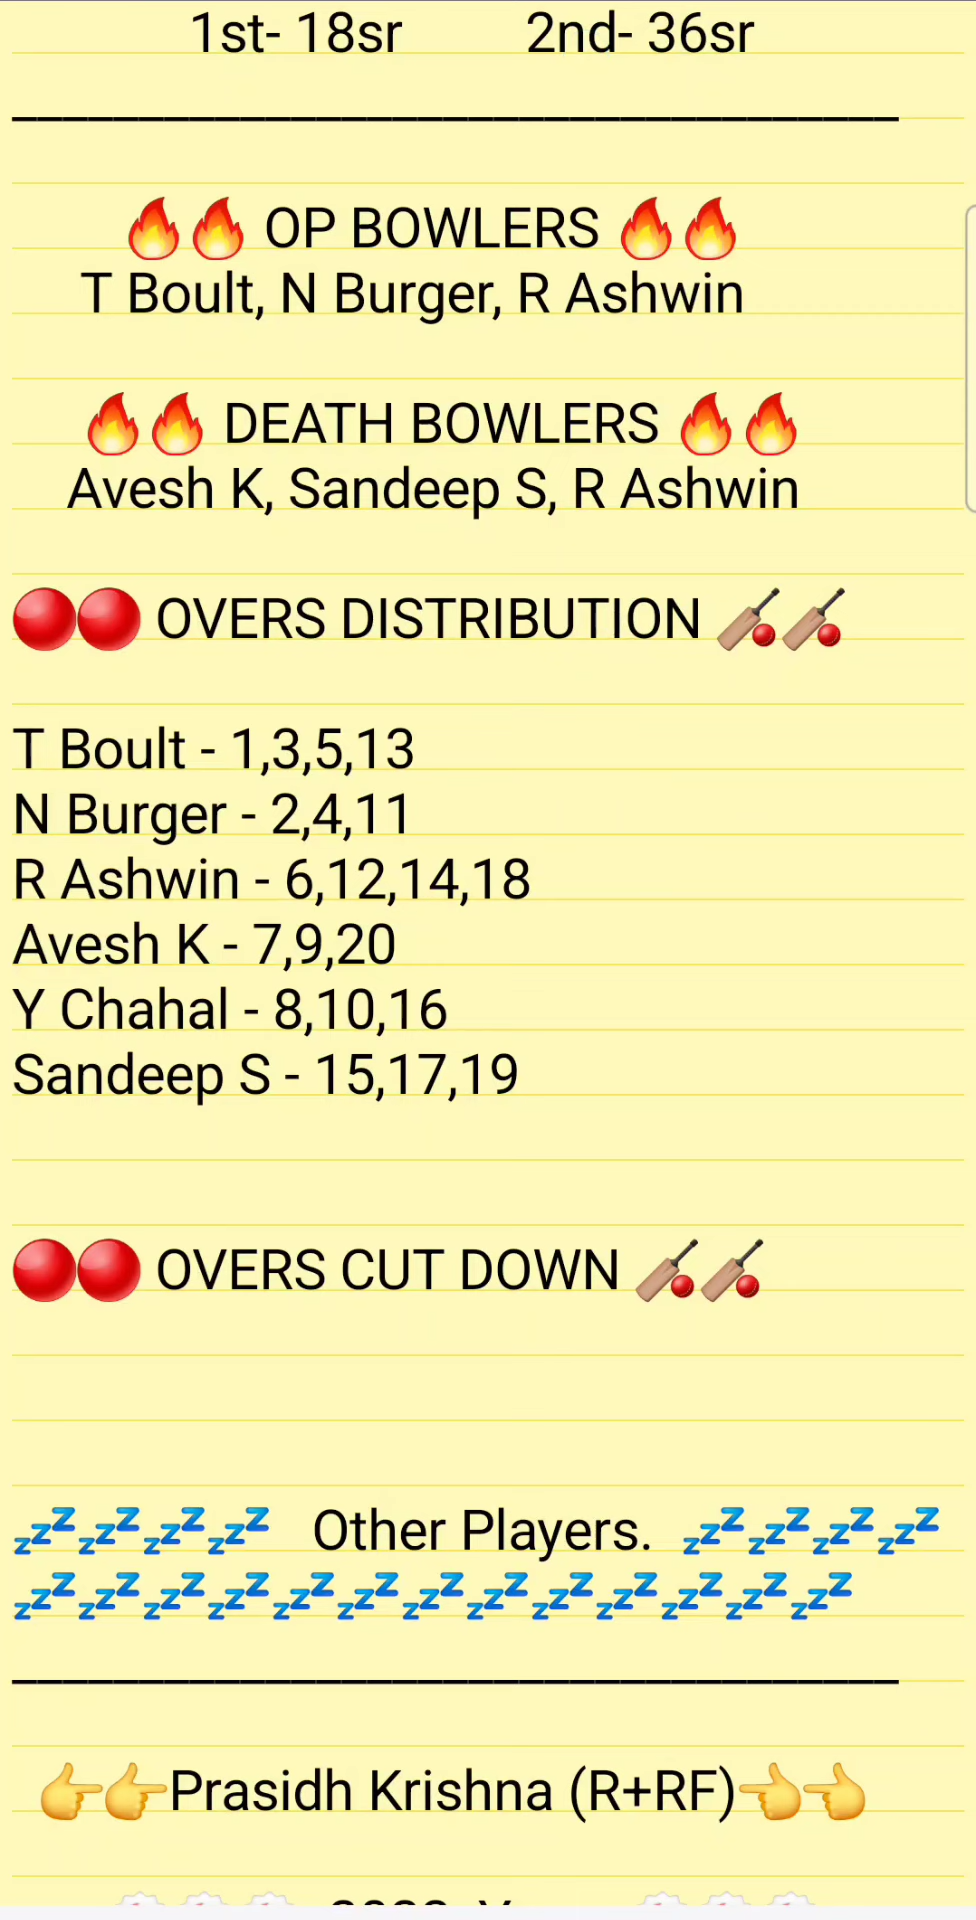 1st- 18sr 2nd- 36sr
🔥🔥 OP BOWLERS 🔥🔥
T Boult, N Burger, R Ashwin
🔥🔥 DEATH BOWLERS 🔥🔥
Avesh K, Sandeep S, R Ashwin
🔴🔴 OVERS DISTRIBUTION 🏏🏏
T Boult - 1,3,5,13
N Burger - 2,4,11
R Ashwin - 6,12,14,18
Avesh K - 7,9,20
Y Chahal - 8,10,16
Sandeep S - 15,17,19
🔴🔴 OVERS CUT DOWN 🏏🏏
💤💤💤💤 Other Players. 💤💤💤💤
💤💤💤💤💤💤💤💤💤💤💤💤💤
👉👉Prasidh Krishna (R+RF)👈👈